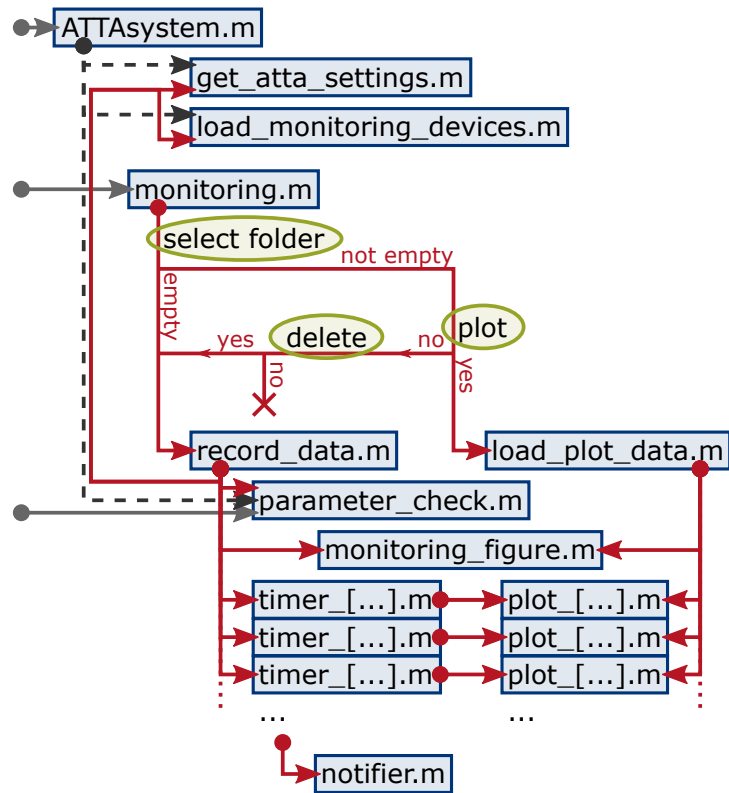 ATTAsystem.m
get_atta_settings.m
load_monitoring_devices.m
monitoring.m
select folder
not empty
empty
plot
yes
delete
no
no
yes
record_data.m
load_plot_data.m
parameter_check.m
monitoring_figure.m
timer_[...].m plot_[...].m
timer_[...].m plot_[...].m
timer_[...].m plot_[...].m
... ...
notifier.m